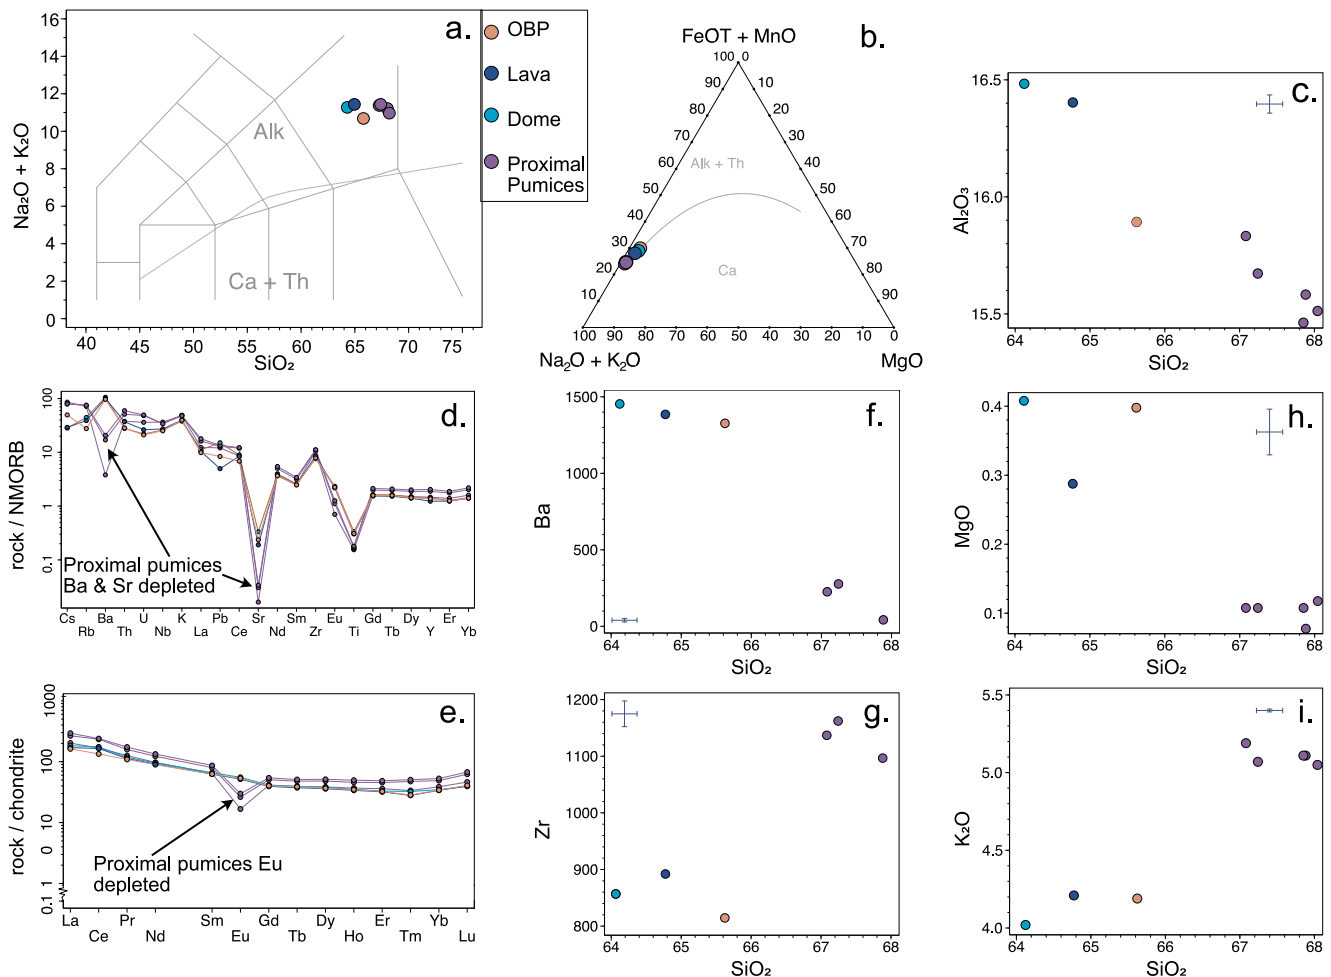 a.
16
14
12
10
8
6
4
2
0
Na₂O + K₂O
40
45
50
55
60
65
70
75
SiO₂
Alk
Ca + Th
OBP
Lava
Dome
Proximal
Pumices
b.
FeOT + MnO
100 0
90 10
80 20
70 30
60 40
50 50
40 60
30 70
20 80
10 90
Alk + Th
Ca
100 90 80 70 60 50 40 30 20 10 0
Na₂O + K₂O
MgO
c.
16.5
16.0
15.5
Al₂O₃
64 65 66 67 68
SiO₂
d.
100
10
1
0.1
rock / NMORB
Proximal pumices
Ba & Sr depleted
Cs Ba U K Pb Sr Sm Eu Gd Dy Er
Rb Th Nb La Ce Nd Zr Ti Tb Y Yb
f.
1500
1000
500
0
Ba
64 65 66 67 68
SiO₂
h.
0.4
0.3
0.2
0.1
MgO
64 65 66 67 68
SiO₂
e.
1000
100
10
0
0.1
0.1
rock / chondrite
Proximal pumices Eu
depleted
La Pr Sm Gd Dy Er Yb
Ce Nd Eu Tb Ho Tm Lu
g.
1200
1100
1000
900
800
Zr
64 65 66 67 68
SiO₂
i.
5.5
5.0
4.5
4.0
K₂O
64 65 66 67 68
SiO₂